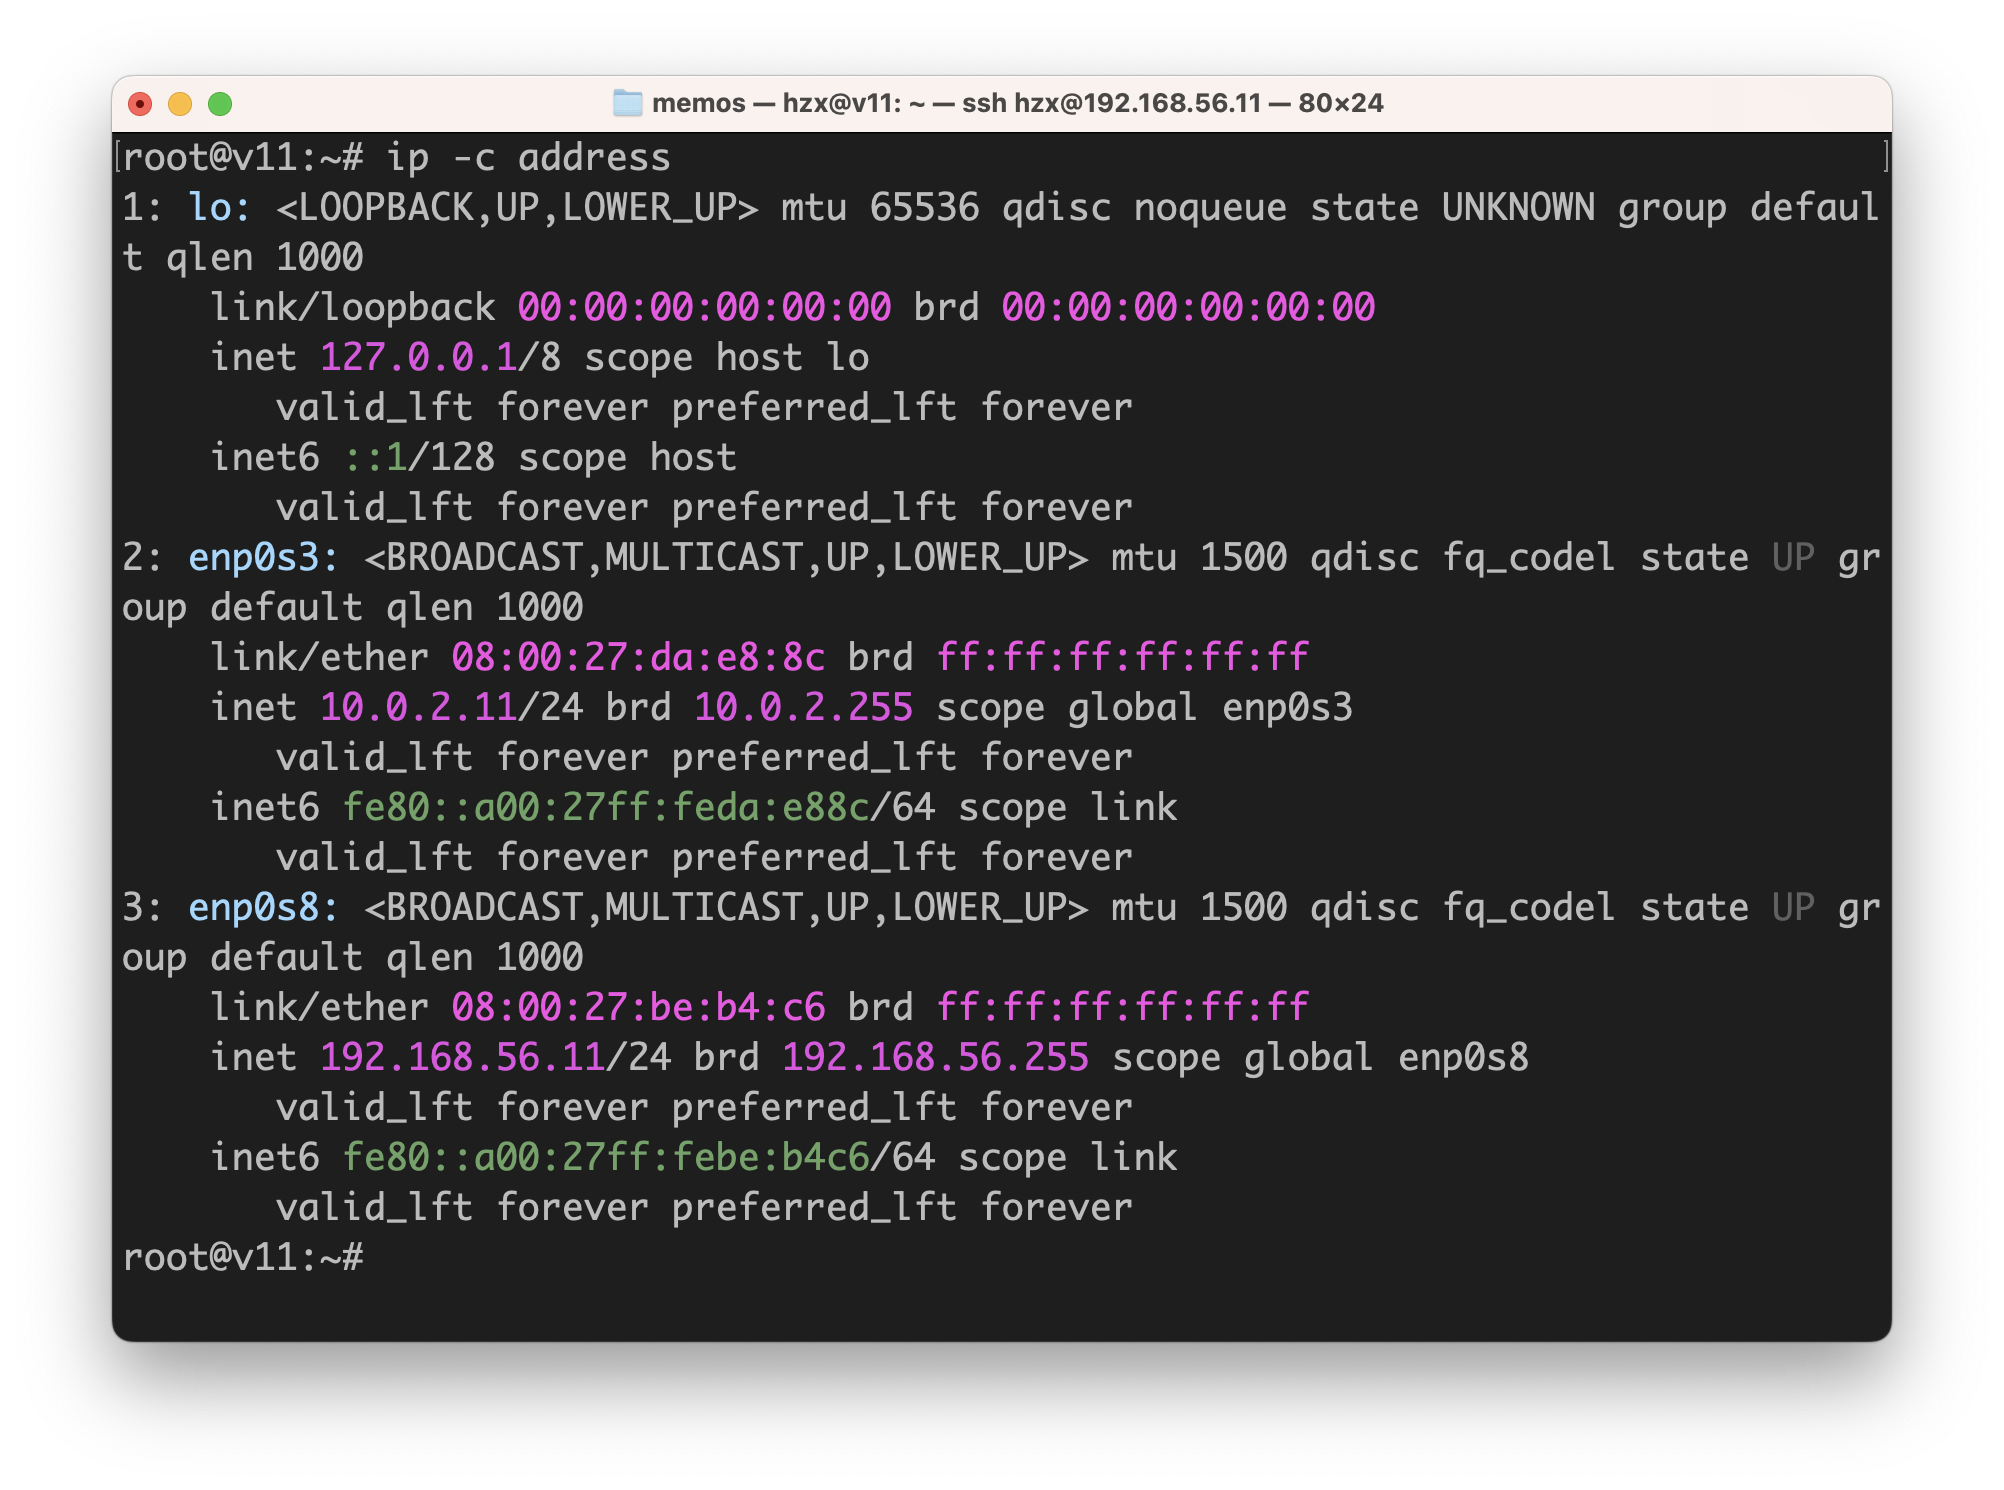 memos — hzx@v11: ~ — ssh hzx@192.168.56.11 — 80×24
[root@v11:~# ip -c address ]
1: lo: <LOOPBACK,UP,LOWER_UP> mtu 65536 qdisc noqueue state UNKNOWN group defaul
t qlen 1000
    link/loopback 00:00:00:00:00:00 brd 00:00:00:00:00:00
    inet 127.0.0.1/8 scope host lo
       valid_lft forever preferred_lft forever
    inet6 ::1/128 scope host
       valid_lft forever preferred_lft forever
2: enp0s3: <BROADCAST,MULTICAST,UP,LOWER_UP> mtu 1500 qdisc fq_codel state UP gr
oup default qlen 1000
    link/ether 08:00:27:da:e8:8c brd ff:ff:ff:ff:ff:ff
    inet 10.0.2.11/24 brd 10.0.2.255 scope global enp0s3
       valid_lft forever preferred_lft forever
    inet6 fe80::a00:27ff:feda:e88c/64 scope link
       valid_lft forever preferred_lft forever
3: enp0s8: <BROADCAST,MULTICAST,UP,LOWER_UP> mtu 1500 qdisc fq_codel state UP gr
oup default qlen 1000
    link/ether 08:00:27:be:b4:c6 brd ff:ff:ff:ff:ff:ff
    inet 192.168.56.11/24 brd 192.168.56.255 scope global enp0s8
       valid_lft forever preferred_lft forever
    inet6 fe80::a00:27ff:febe:b4c6/64 scope link
       valid_lft forever preferred_lft forever
root@v11:~#